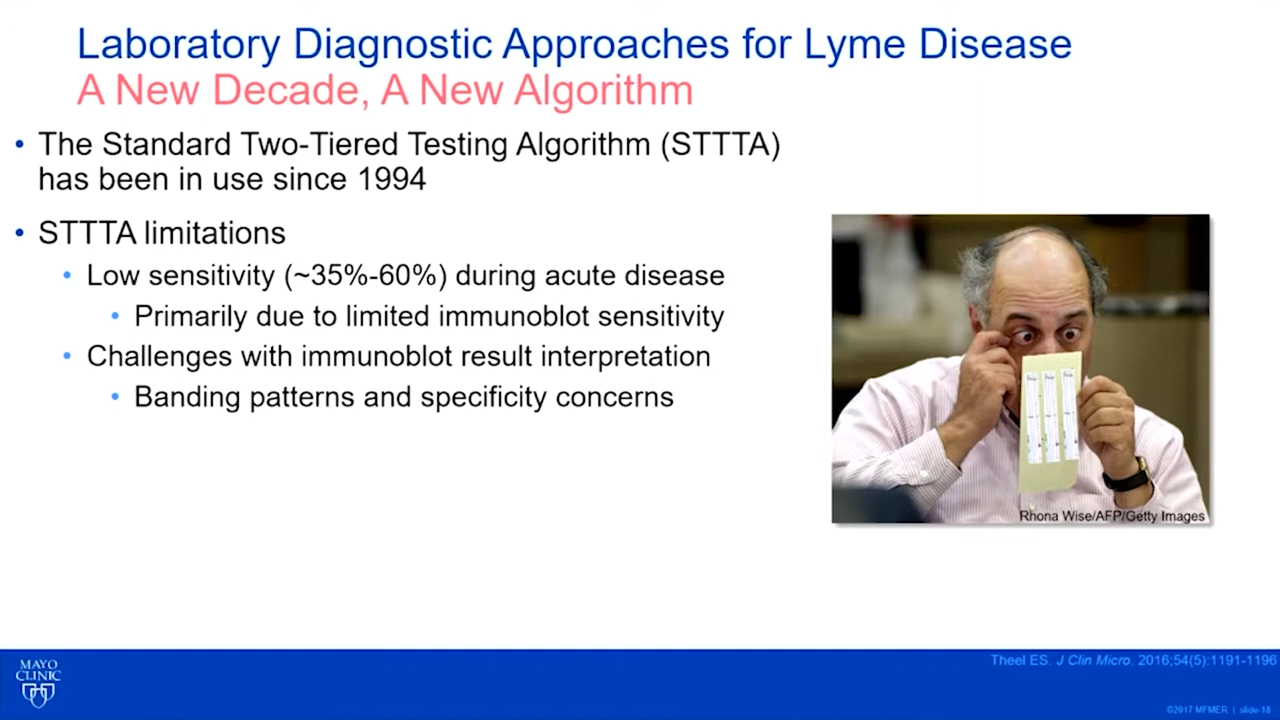 Laboratory Diagnostic Approaches for Lyme Disease
A New Decade, A New Algorithm
• The Standard Two-Tiered Testing Algorithm (STTTA)
has been in use since 1994
• STTTA limitations
• Low sensitivity (~35%-60%) during acute disease
• Primarily due to limited immunoblot sensitivity
• Challenges with immunoblot result interpretation
• Banding patterns and specificity concerns
Rhona Wise/AFP/Getty Images
MAYO
CLINIC
Theel ES. J Clin Micro. 2016;54(5):1191-1196
©2017 MFMER | slide-18